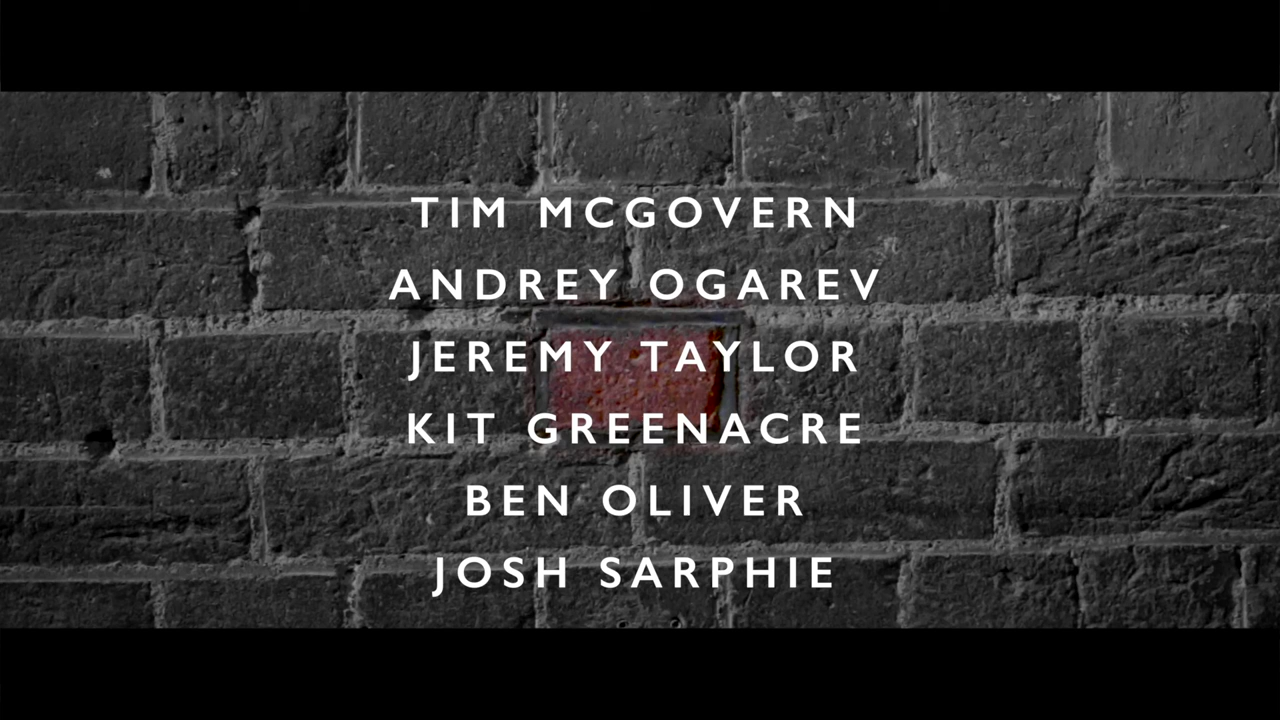 TIM MCGOVERN
ANDREY OGAREV
JEREMY TAYLOR
KIT GREENACRE
BEN OLIVER
JOSH SARPHIE